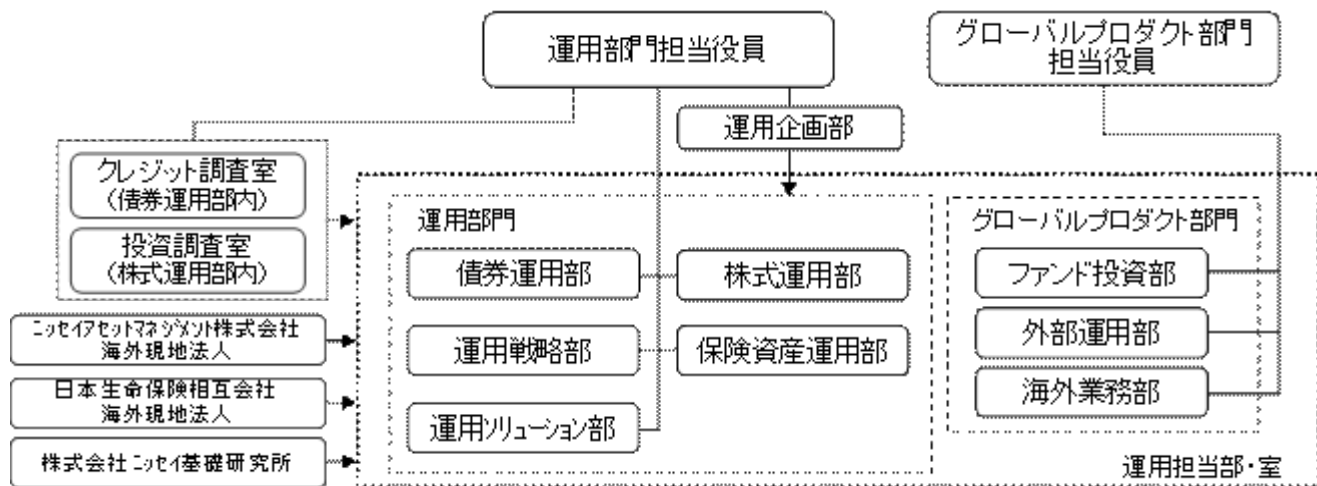 運用部門担当役員
グローバルプロダクト部門
担当役員
運用企画部
クレジット調査室
（債券運用部内）
投資調査室
（株式運用部内）
ニッセイアセットマネジメント株式会社
海外現地法人
日本生命保険相互会社
海外現地法人
株式会社ニッセイ基礎研究所
運用部門
債券運用部
株式運用部
運用戦略部
保険資産運用部
運用ソリューション部
グローバルプロダクト部門
ファンド投資部
外部運用部
海外業務部
運用担当部・室